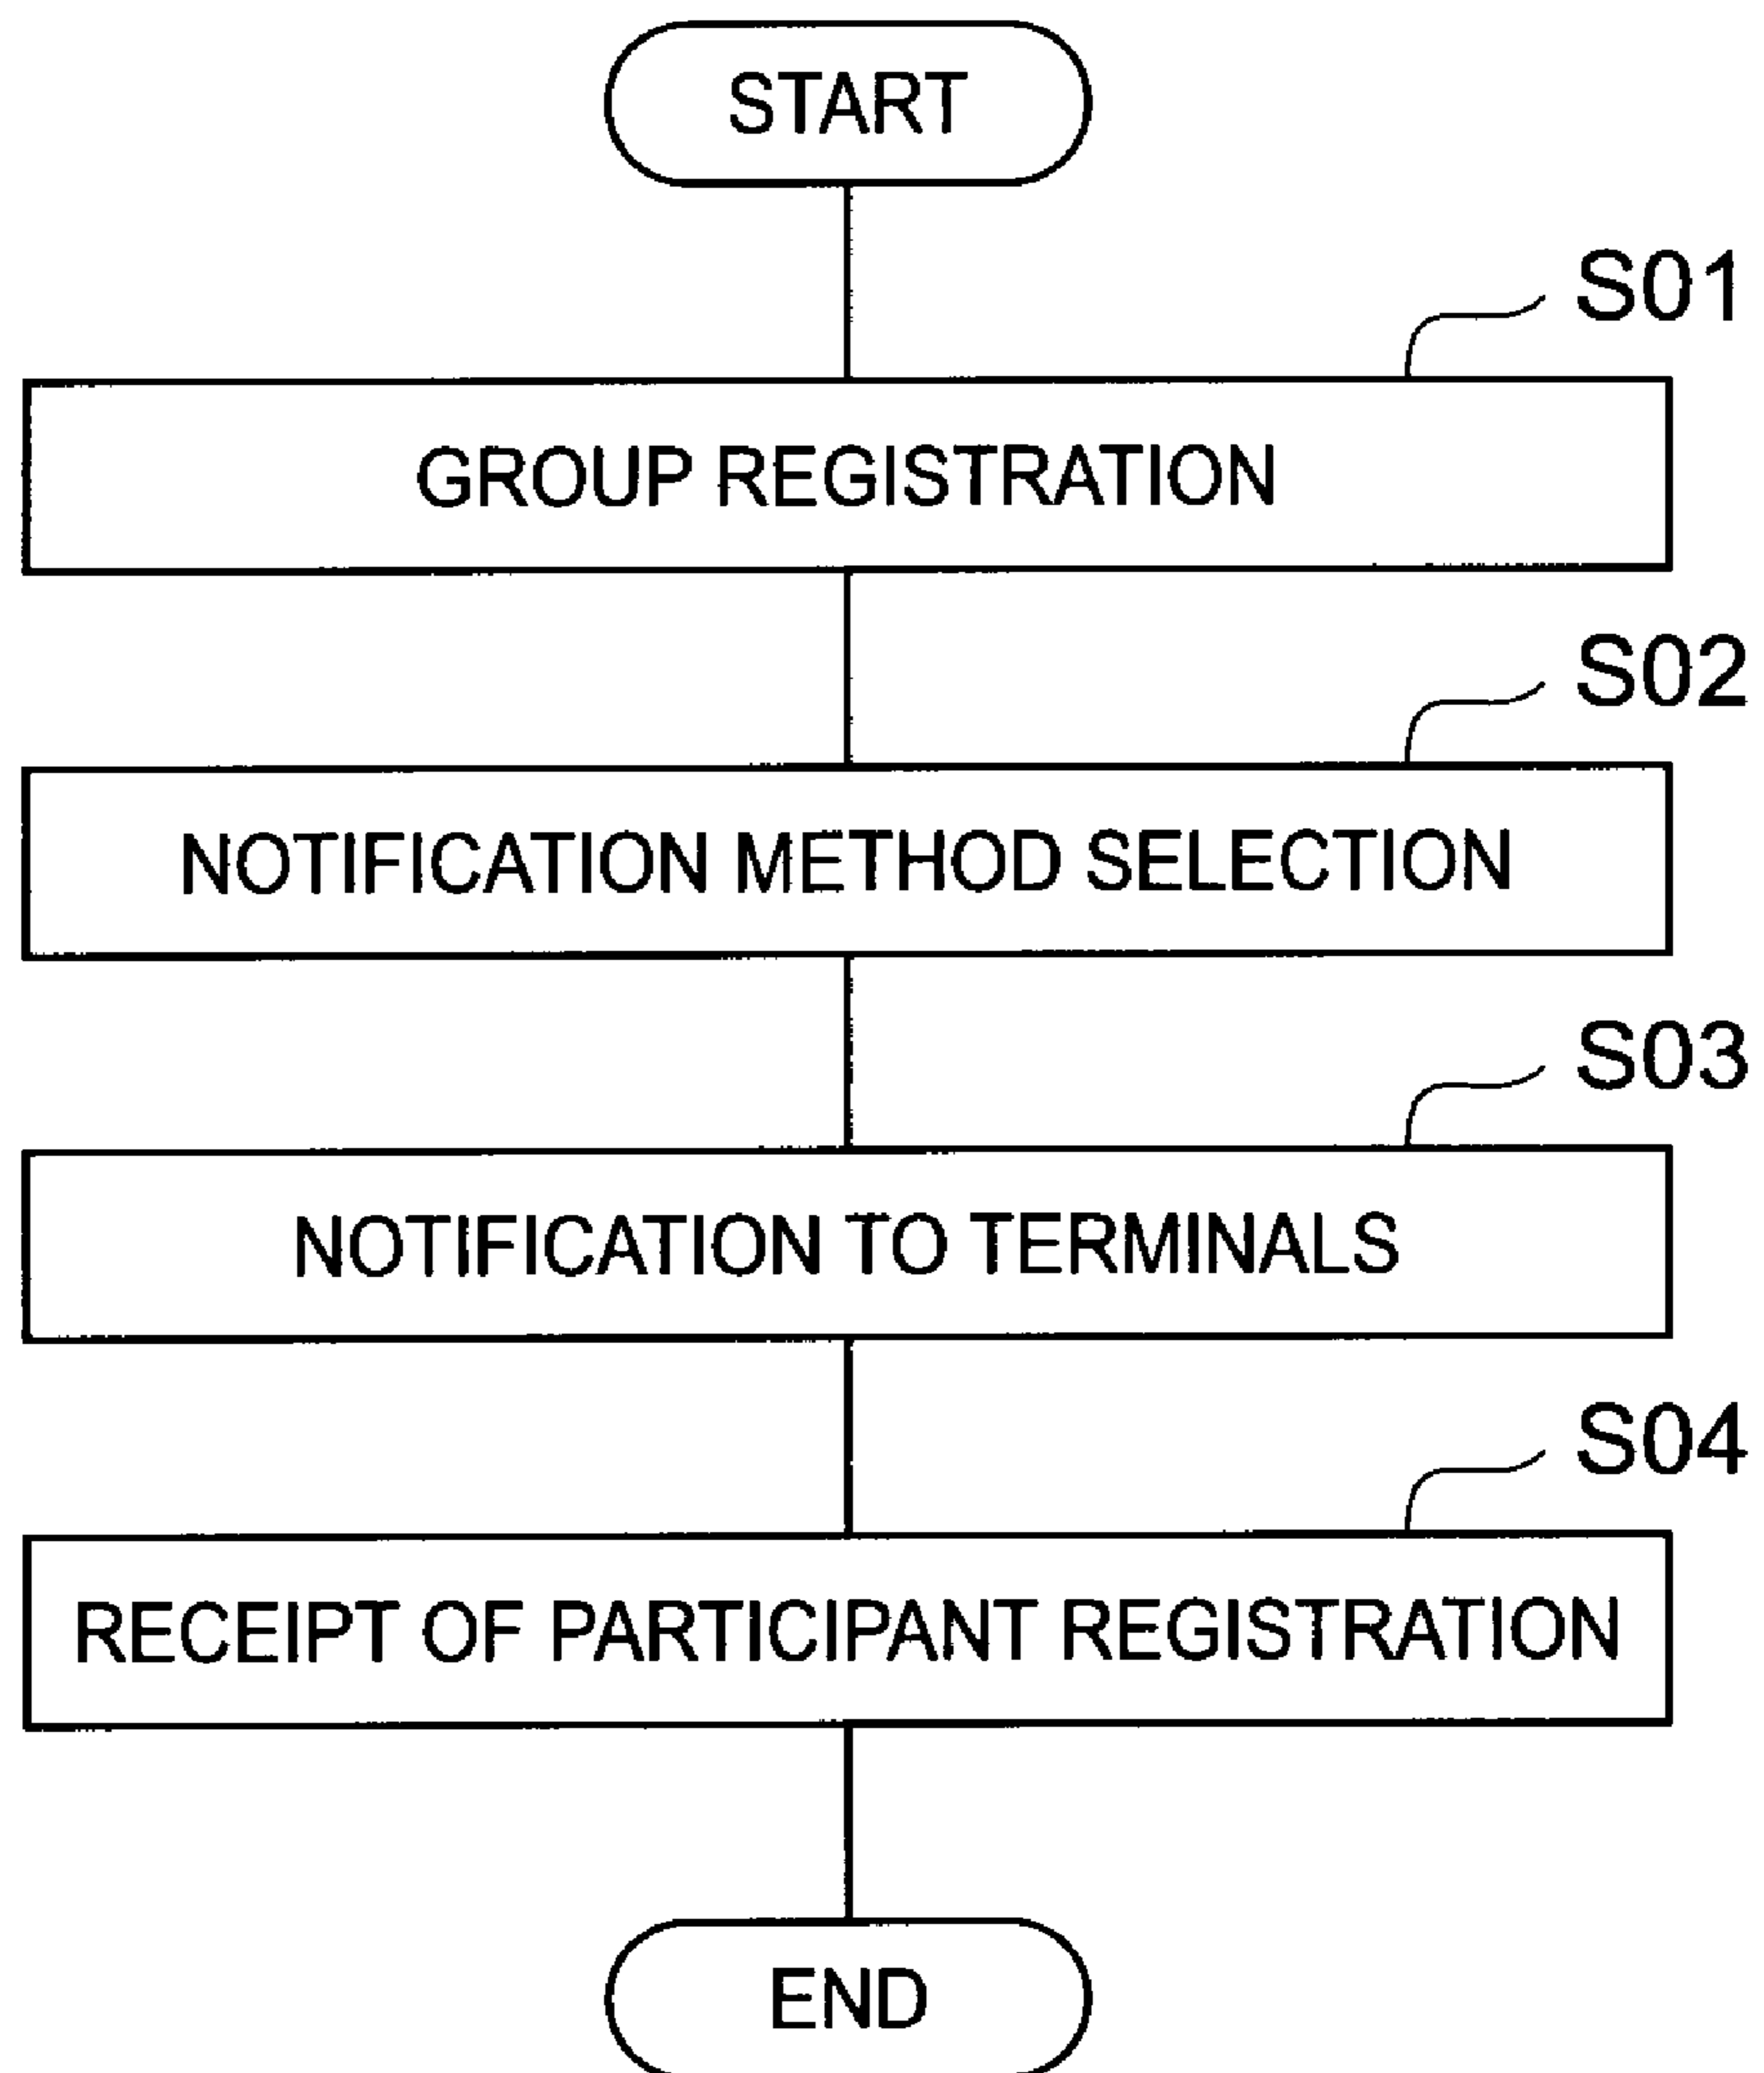 START
S01
GROUP REGISTRATION
S02
NOTIFICATION METHOD SELECTION
S03
NOTIFICATION TO TERMINALS
S04
RECEIPT OF PARTICIPANT REGISTRATION
END